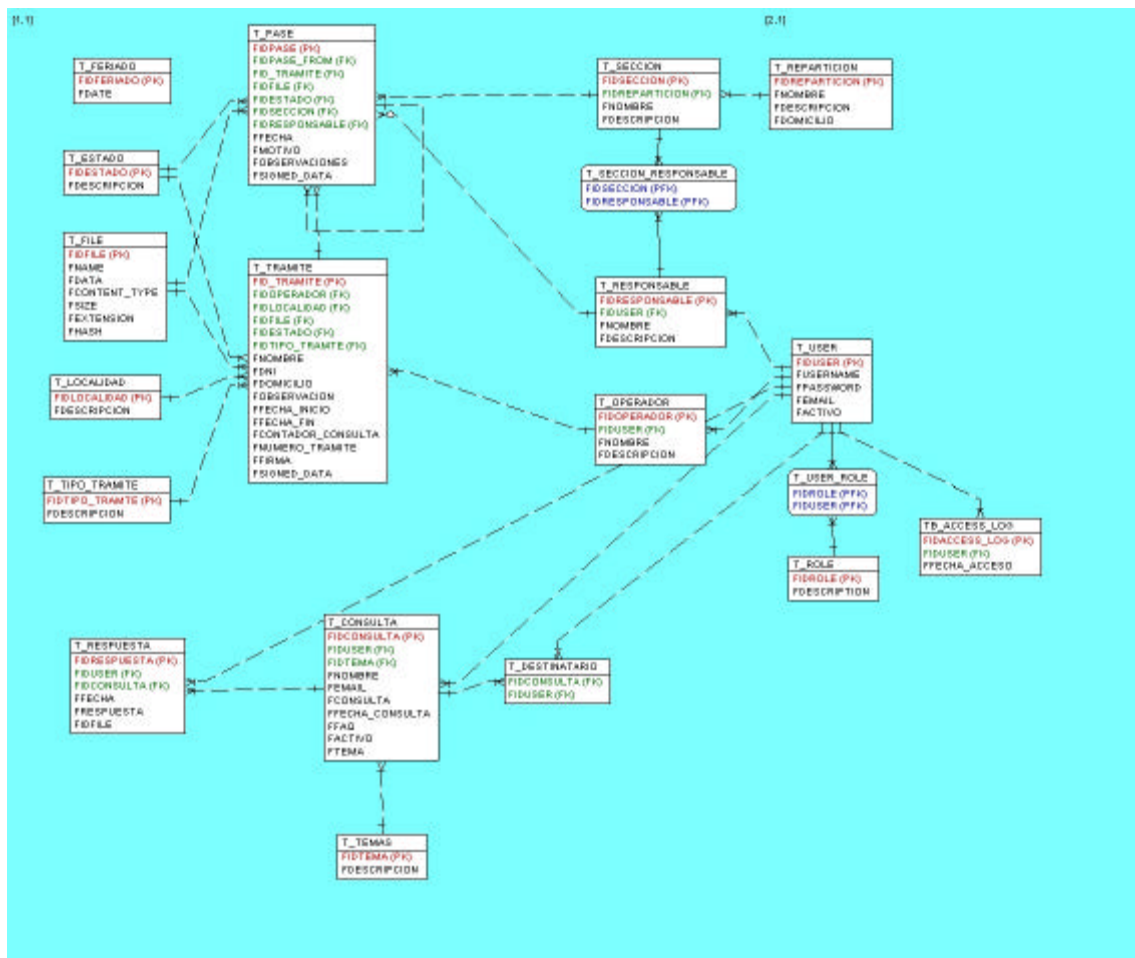 [1,1]
[2,1]
T_PASE
FIDPASE (PK)
FIDPASE_FROM (FK)
FID_TRAMITE (FK)
FIDFILE (FK)
FIDESTADO (FK)
FIDSECCION (FK)
FIDRESPONSABLE (FK)
FFECHA
FMOTIVO
FOBSERVACIONES
FSIGNED_DATA
T_FERIADO
FIDFERIADO (PK)
FDATE
T_SECCION
FIDSECCION (PK)
FIDREPARTICION (FK)
FNOMBRE
FDESCRIPCION
T_REPARTICION
FIDREPARTICION (PK)
FNOMBRE
FDESCRIPCION
FDOMICILIO
T_ESTADO
FIDESTADO (PK)
FDESCRIPCION
T_SECCION_RESPONSABLE
FIDSECCION (PFK)
FIDRESPONSABLE (PFK)
T_FILE
FIDFILE (PK)
FNAME
FDATA
FCONTENT_TYPE
FSIZE
FEXTENSION
FHASH
T_TRAMITE
FID_TRAMITE (PK)
FIDOPERADOR (FK)
FIDLOCALIDAD (FK)
FIDFILE (FK)
FIDESTADO (FK)
FIDTIPO_TRAMTE (FK)
FNOMBRE
FDNI
FDOMICILIO
FOBSERVACION
FFECHA_INICIO
FFECHA_FIN
FCONTADOR_CONSULTA
FNUMERO_TRAMITE
FFIRMA
FSIGNED_DATA
T_RESPONSABLE
FIDRESPONSABLE (PK)
FIDUSER (FK)
FNOMBRE
FDESCRIPCION
T_USER
FIDUSER (PK)
FUSERNAME
FPASSWORD
FEMAIL
FACTIVO
T_LOCALIDAD
FIDLOCALIDAD (PK)
FDESCRIPCION
T_OPERADOR
FIDOPERADOR (PK)
FIDUSER (FK)
FNOMBRE
FDESCRIPCION
T_TIPO_TRAMITE
FIDTIPO_TRAMTE (PK)
FDESCRIPCION
T_USER_ROLE
FIDROLE (PFK)
FIDUSER (PFK)
TB_ACCESS_LOG
FIDACCESS_LOG (PK)
FIDUSER (FK)
FFECHA_ACCESO
T_ROLE
FIDROLE (PK)
FDESCRIPTION
T_RESPUESTA
FIDRESPUESTA (PK)
FIDUSER (FK)
FIDCONSULTA (FK)
FFECHA
FRESPUESTA
FIDFILE
T_CONSULTA
FIDCONSULTA (PK)
FIDUSER (FK)
FIDTEMA (FK)
FNOMBRE
FEMAIL
FCONSULTA
FFECHA_CONSULTA
FFAQ
FACTIVO
FTEMA
T_DESTINATARIO
FIDCONSULTA (FK)
FIDUSER (FK)
T_TEMAS
FIDTEMA (PK)
FDESCRIPCION